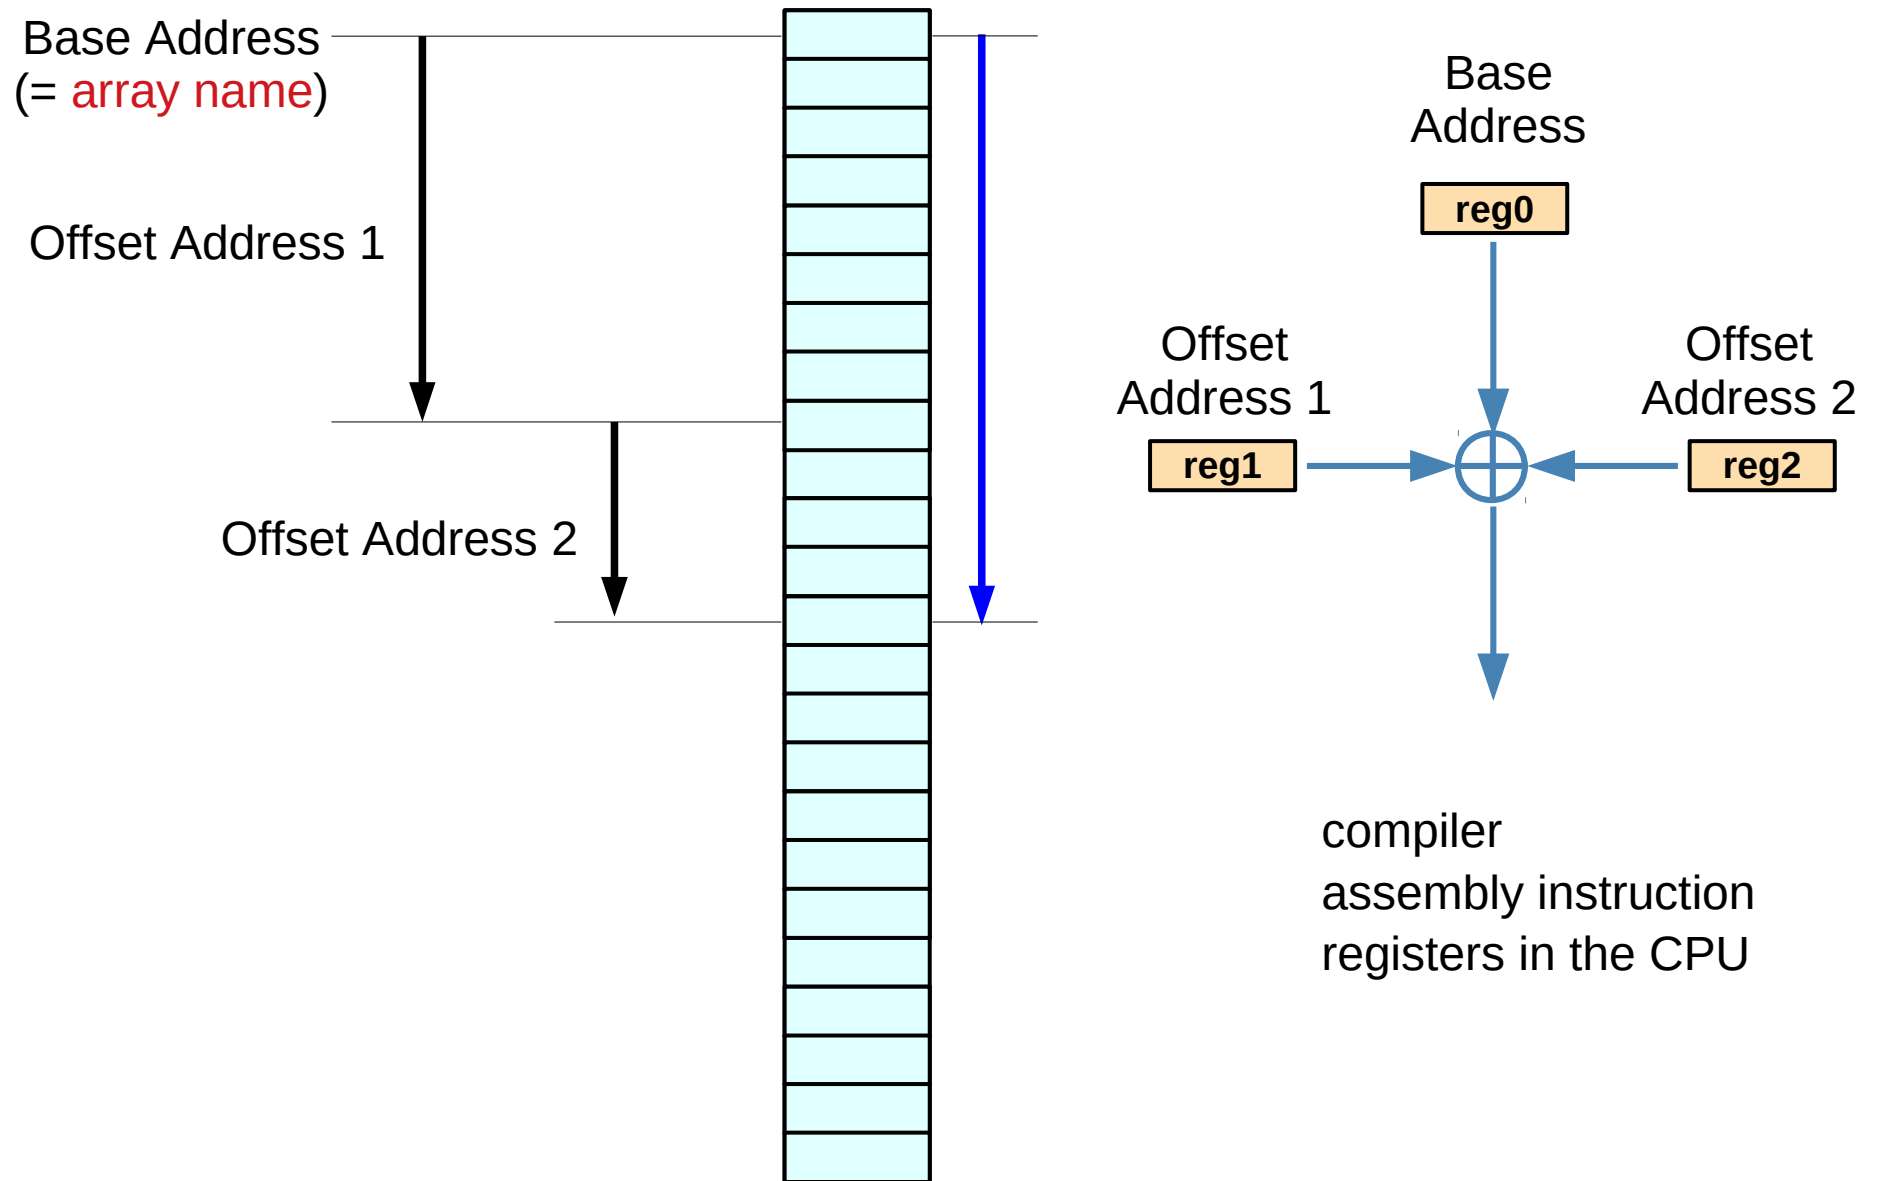 Base Address
(= array name)
Offset Address 1
Offset Address 2
Base
Address
reg0
Offset
Address 1
reg1
Offset
Address 2
reg2
compiler
assembly instruction
registers in the CPU